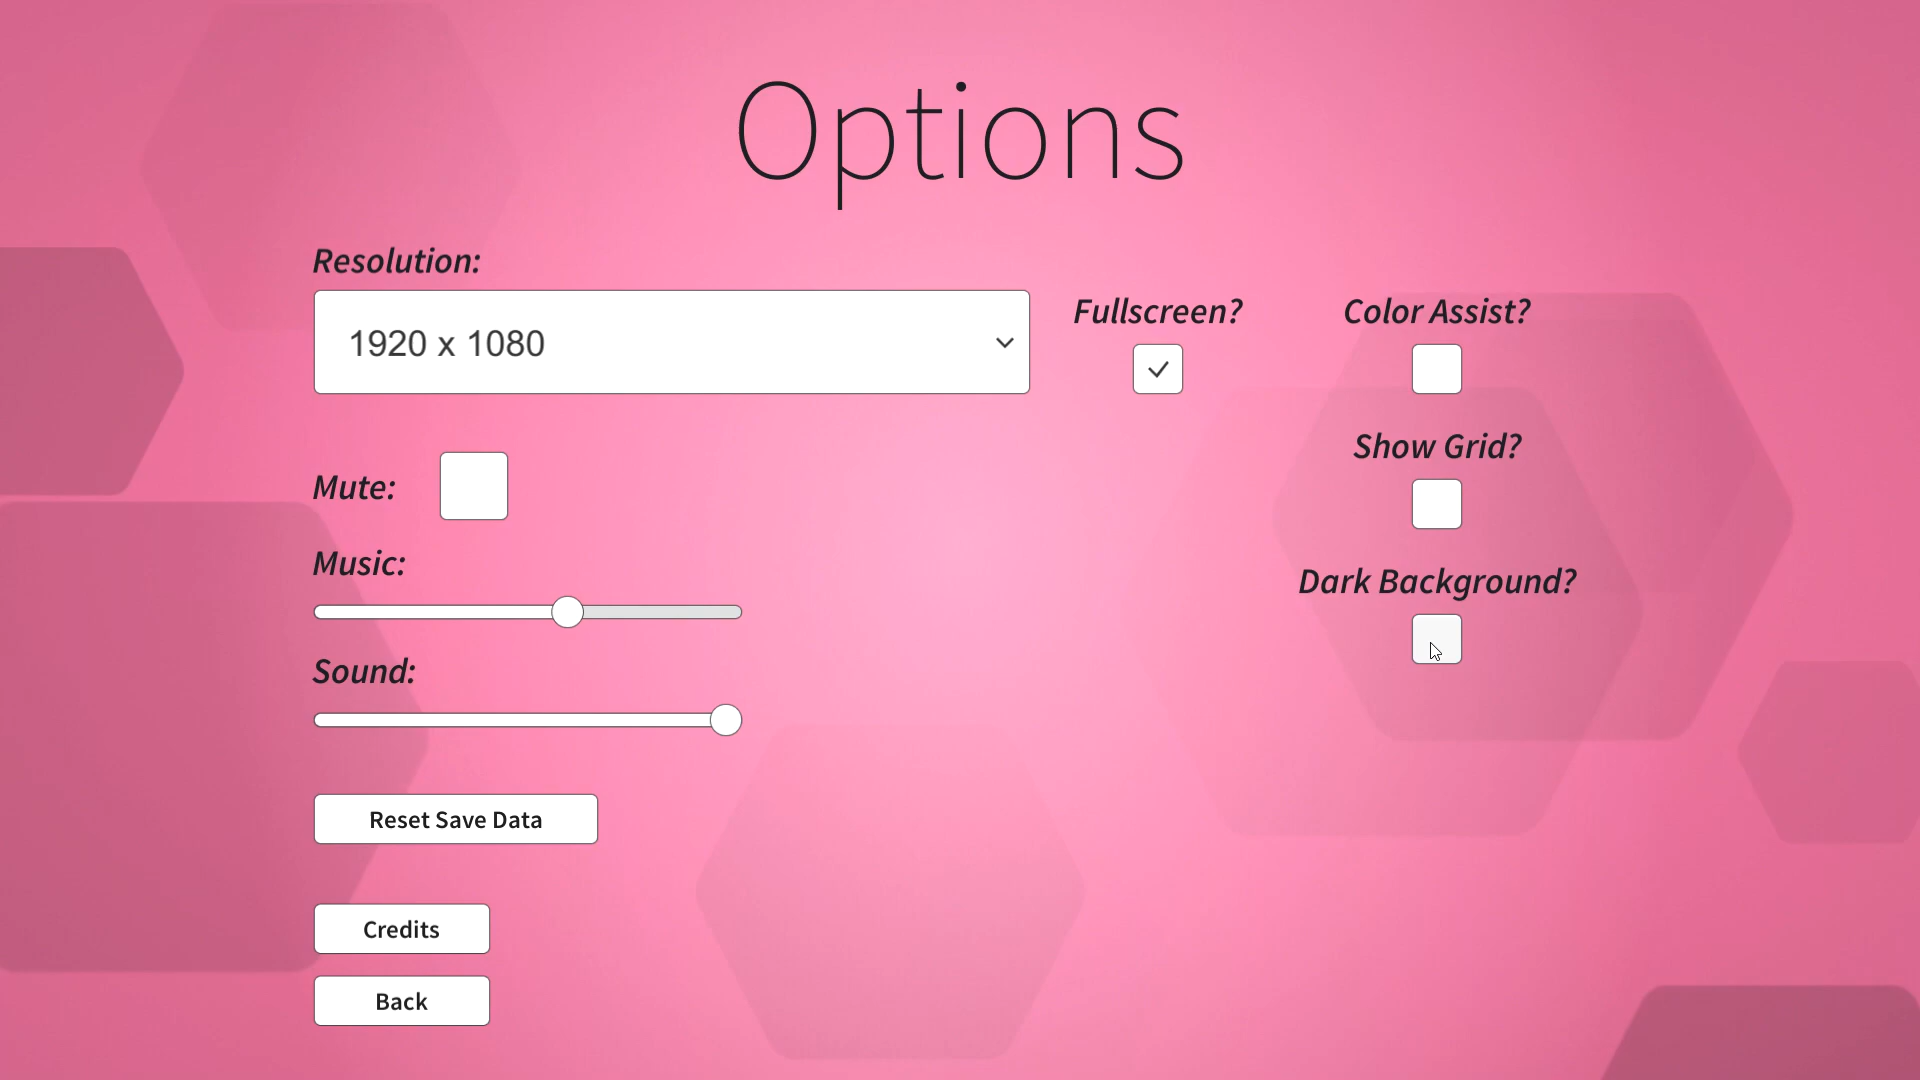 Options
Resolution:
1920 x 1080
Fullscreen?
Color Assist?
Show Grid?
Mute:
Music:
Dark Background?
Sound:
Reset Save Data
Credits
Back